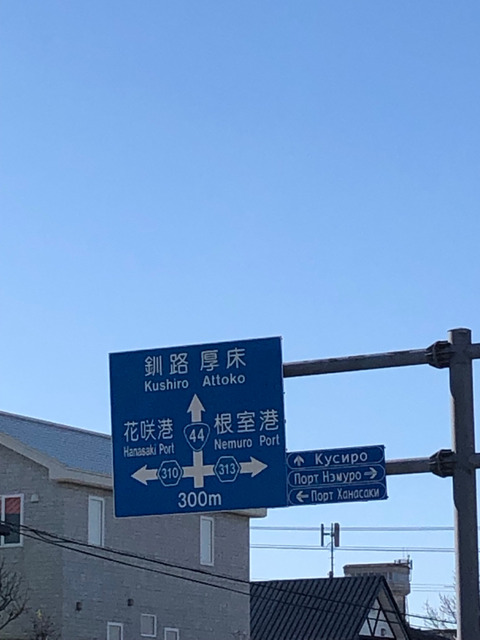 釧路 厚床
Kushiro Attoko
44
花咲港
Hanasaki Port
310
根室港
Nemuro Port
313
300m
↑ Кусиро
Порт Нэмуро →
← Порт Ханасаки